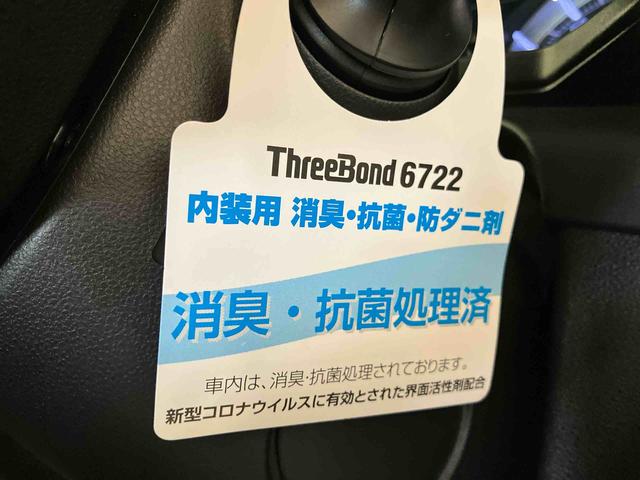 ThreeBond 6722
内装用 消臭・抗菌・防ダニ剤
消臭・抗菌処理済
車内は、消臭・抗菌処理されております。
新型コロナウイルスに有効とされた界面活性剤配合